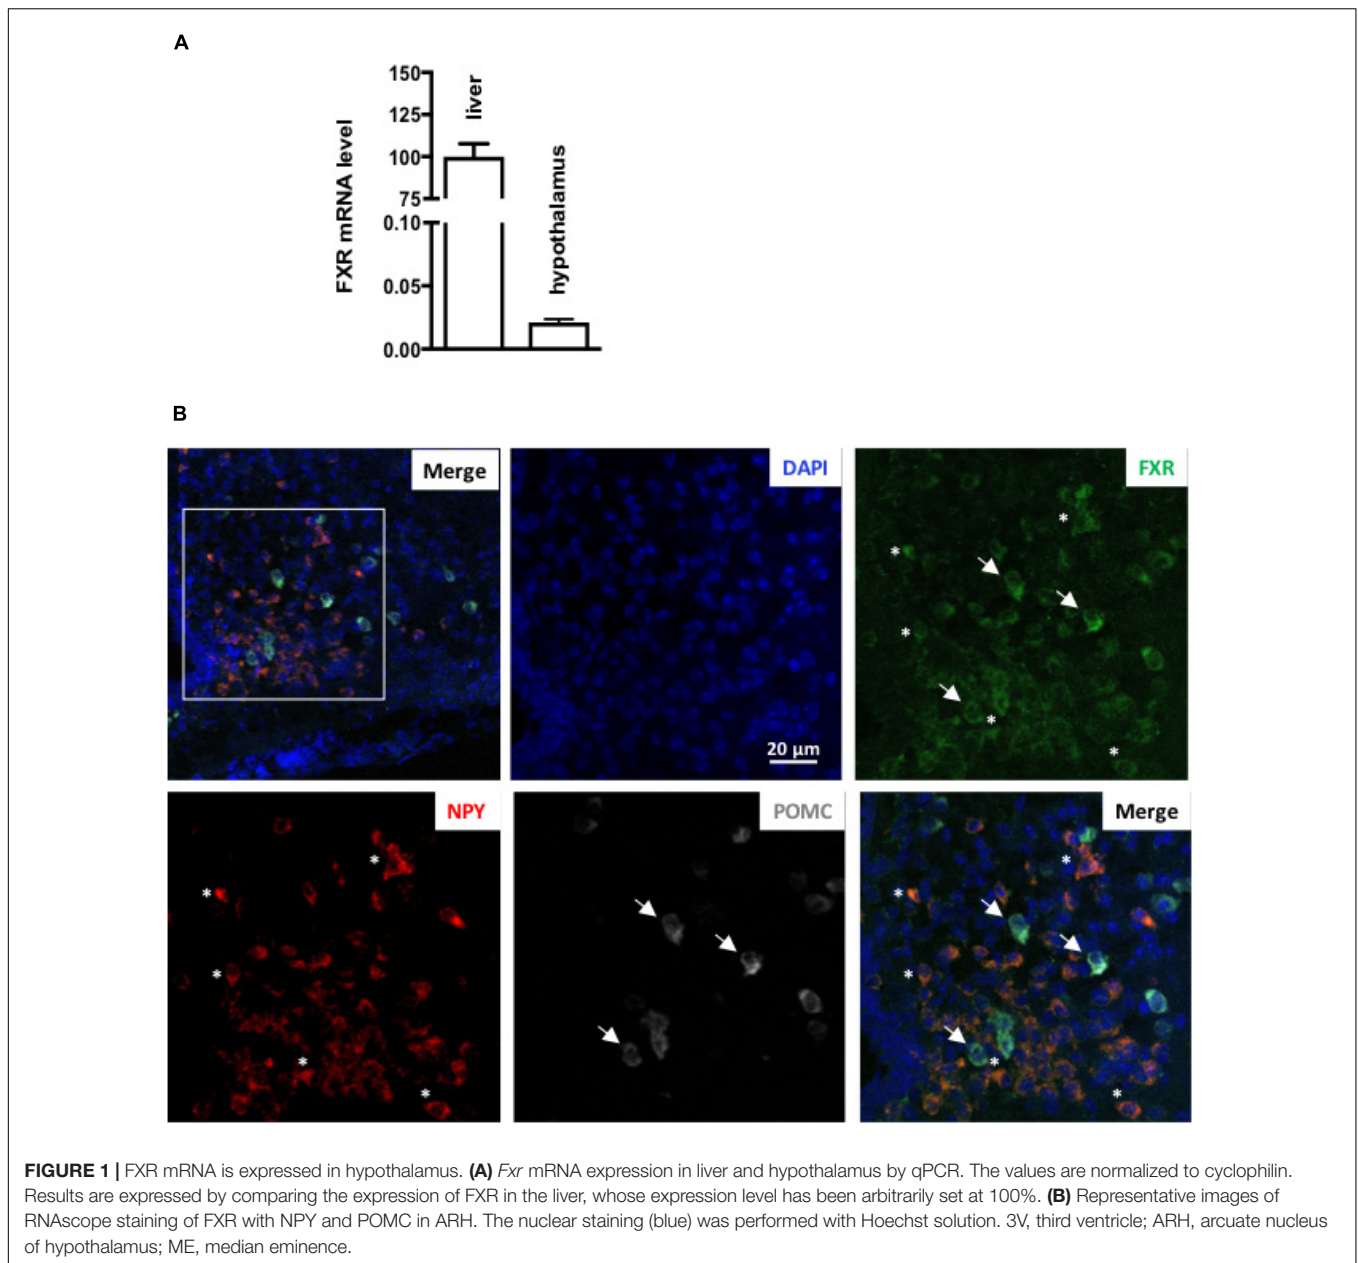 A
150
125
100
75
0.10
0.05
0.00
FXR mRNA level
liver
hypothalamus
B
Merge
DAPI
20 µm
FXR
*
*
*
*
*
NPY
*
*
*
*
*
POMC
Merge
*
*
*
*
*
FIGURE 1 | FXR mRNA is expressed in hypothalamus. (A) Fxr mRNA expression in liver and hypothalamus by qPCR. The values are normalized to cyclophilin.
Results are expressed by comparing the expression of FXR in the liver, whose expression level has been arbitrarily set at 100%. (B) Representative images of
RNAscope staining of FXR with NPY and POMC in ARH. The nuclear staining (blue) was performed with Hoechst solution. 3V, third ventricle; ARH, arcuate nucleus
of hypothalamus; ME, median eminence.